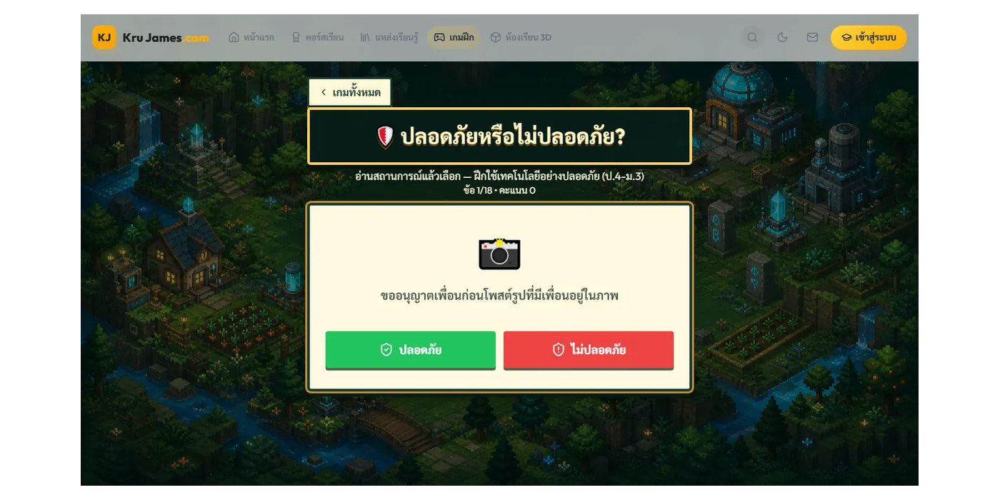 KJ Kru James.com หน้าแรก คอร์สเรียน แหล่งเรียนรู้ เกมฝึก ห้องเรียน 3D เข้าสู่ระบบ
เกมทั้งหมด
ปลอดภัยหรือไม่ปลอดภัย?
อ่านสถานการณ์แล้วเลือก — ฝึกใช้เทคโนโลยีอย่างปลอดภัย (ป.4-ม.3)
ข้อ 1/18 • คะแนน 0
ขออนุญาตเพื่อนก่อนโพสต์รูปที่มีเพื่อนอยู่ในภาพ
ปลอดภัย ไม่ปลอดภัย